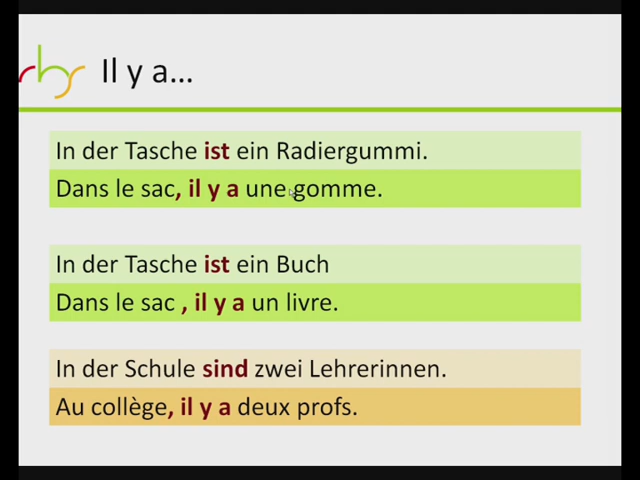 rhr
Il y a...
In der Tasche ist ein Radiergummi.
Dans le sac, il y a une gomme.
In der Tasche ist ein Buch
Dans le sac , il y a un livre.
In der Schule sind zwei Lehrerinnen.
Au collège, il y a deux profs.